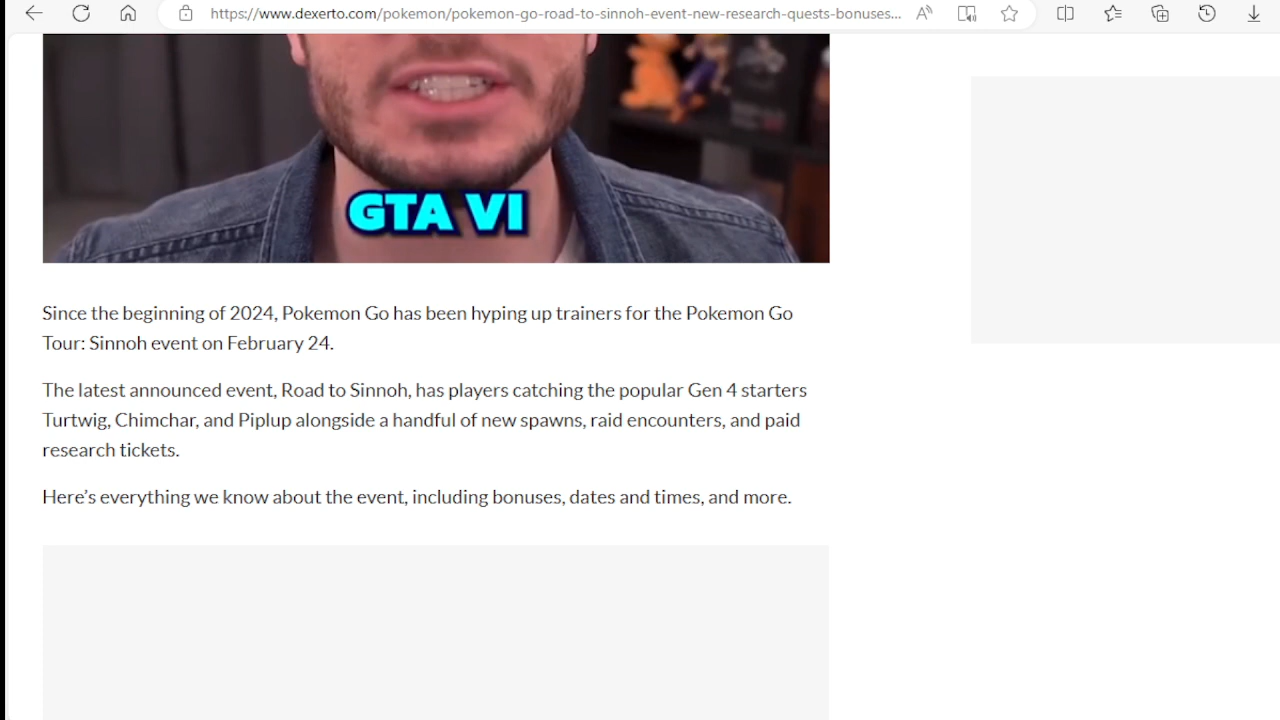 https://www.dexerto.com/pokemon/pokemon-go-road-to-sinnoh-event-new-research-quests-bonuses...
GTA VI
Since the beginning of 2024, Pokemon Go has been hyping up trainers for the Pokemon Go
Tour: Sinnoh event on February 24.
The latest announced event, Road to Sinnoh, has players catching the popular Gen 4 starters
Turtwig, Chimchar, and Piplup alongside a handful of new spawns, raid encounters, and paid
research tickets.
Here’s everything we know about the event, including bonuses, dates and times, and more.